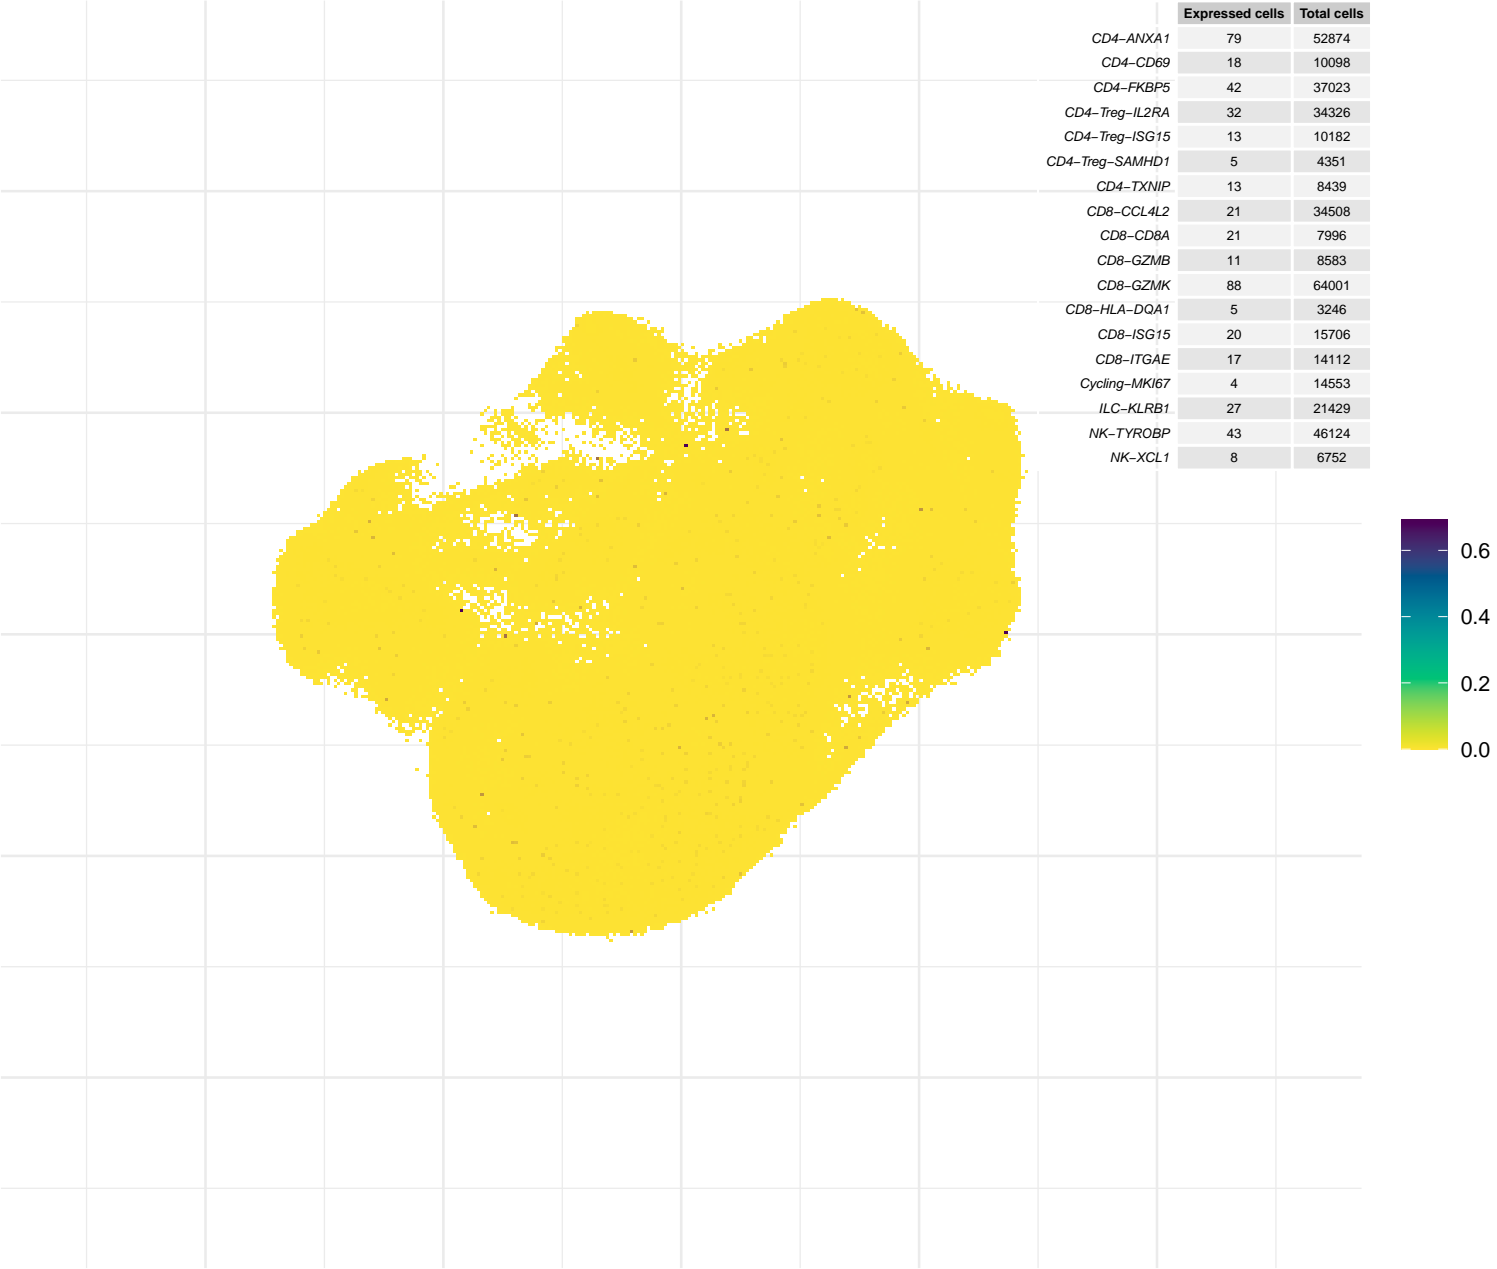 Expressed cells Total cells
CD4−ANXA1 79 52874
CD4−CD69 18 10098
CD4−FKBP5 42 37023
CD4−Treg−IL2RA 32 34326
CD4−Treg−ISG15 13 10182
CD4−Treg−SAMHD1 5 4351
CD4−TXNIP 13 8439
CD8−CCL4L2 21 34508
CD8−CD8A 21 7996
CD8−GZMB 11 8583
CD8−GZMK 88 64001
CD8−HLA−DQA1 5 3246
CD8−ISG15 20 15706
CD8−ITGAE 17 14112
Cycling−MKI67 4 14553
ILC−KLRB1 27 21429
NK−TYROBP 43 46124
NK−XCL1 8 6752
0.6
0.4
0.2
0.0